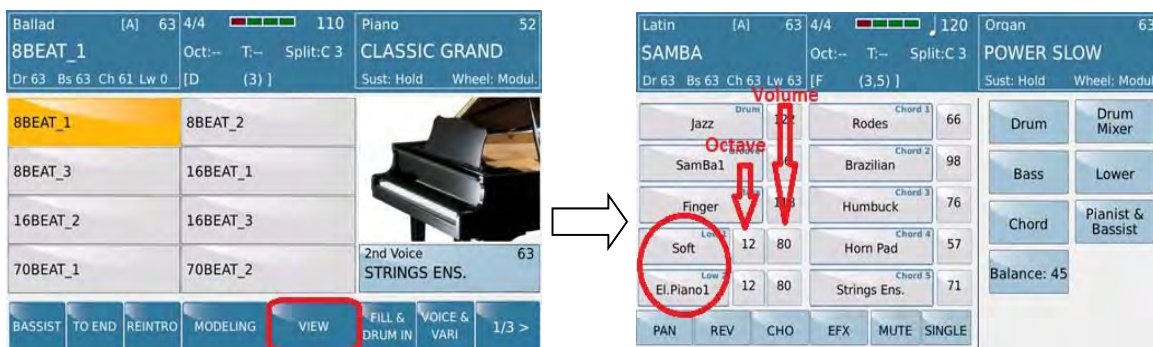 Ballad [A] 63 4/4 110 Piano 52
8BEAT_1 Oct:-- T:-- Split:C 3 CLASSIC GRAND
Dr 63 Bs 63 Ch 61 Lw 0 [D (3) ] Sust: Hold Wheel: Modul.
8BEAT_1 8BEAT_2
8BEAT_3 16BEAT_1
16BEAT_2 16BEAT_3
2nd Voice 63
70BEAT_1 70BEAT_2 STRINGS ENS.
BASSIST TO END REINTRO MODELING VIEW FILL & DRUM IN VOICE & VARI 1/3 >
Latin [A] 63 4/4 120 Organ 63
SAMBA Oct:-- T:-- Split:C 3 POWER SLOW
Dr 63 Bs 63 Ch 63 Lw 63 [F (3,5) ] Sust: Hold Wheel: Modul
Volume
Drum Chord 1
Jazz Rodes 66 Drum Drum Mixer
Octave
Chord 2
SamBa1 Brazilian 98 Bass Lower
Chord 3
Finger Humbuck 76 Chord Pianist & Bassist
Low 1 Chord 4
Soft 12 80 Horn Pad 57
Low 2 Chord 5
El.Piano1 12 80 Strings Ens. 71 Balance: 45
PAN REV CHO EFX MUTE SINGLE